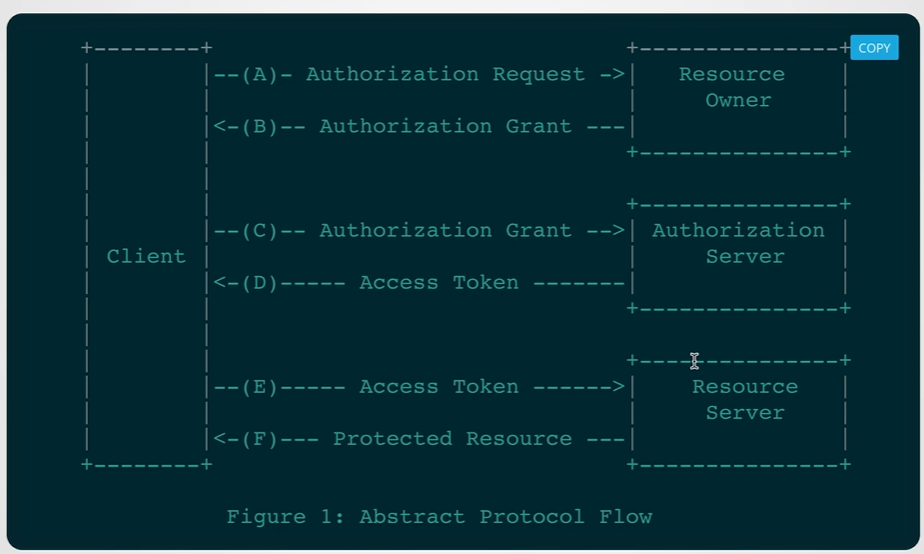 +--------+                                +---------------+ COPY
|        |--(A)- Authorization Request ->|   Resource    |
|        |                               |     Owner     |
|        |<-(B)-- Authorization Grant ---|               |
|        |                               +---------------+
|        |
|        |                               +---------------+
|        |--(C)-- Authorization Grant -->| Authorization |
| Client |                               |     Server    |
|        |<-(D)----- Access Token -------|               |
|        |                               +---------------+
|        |
|        |                               +---------------+
|        |--(E)----- Access Token ------>|    Resource   |
|        |                               |     Server    |
|        |<-(F)--- Protected Resource ---|               |
+--------+                               +---------------+
Figure 1: Abstract Protocol Flow